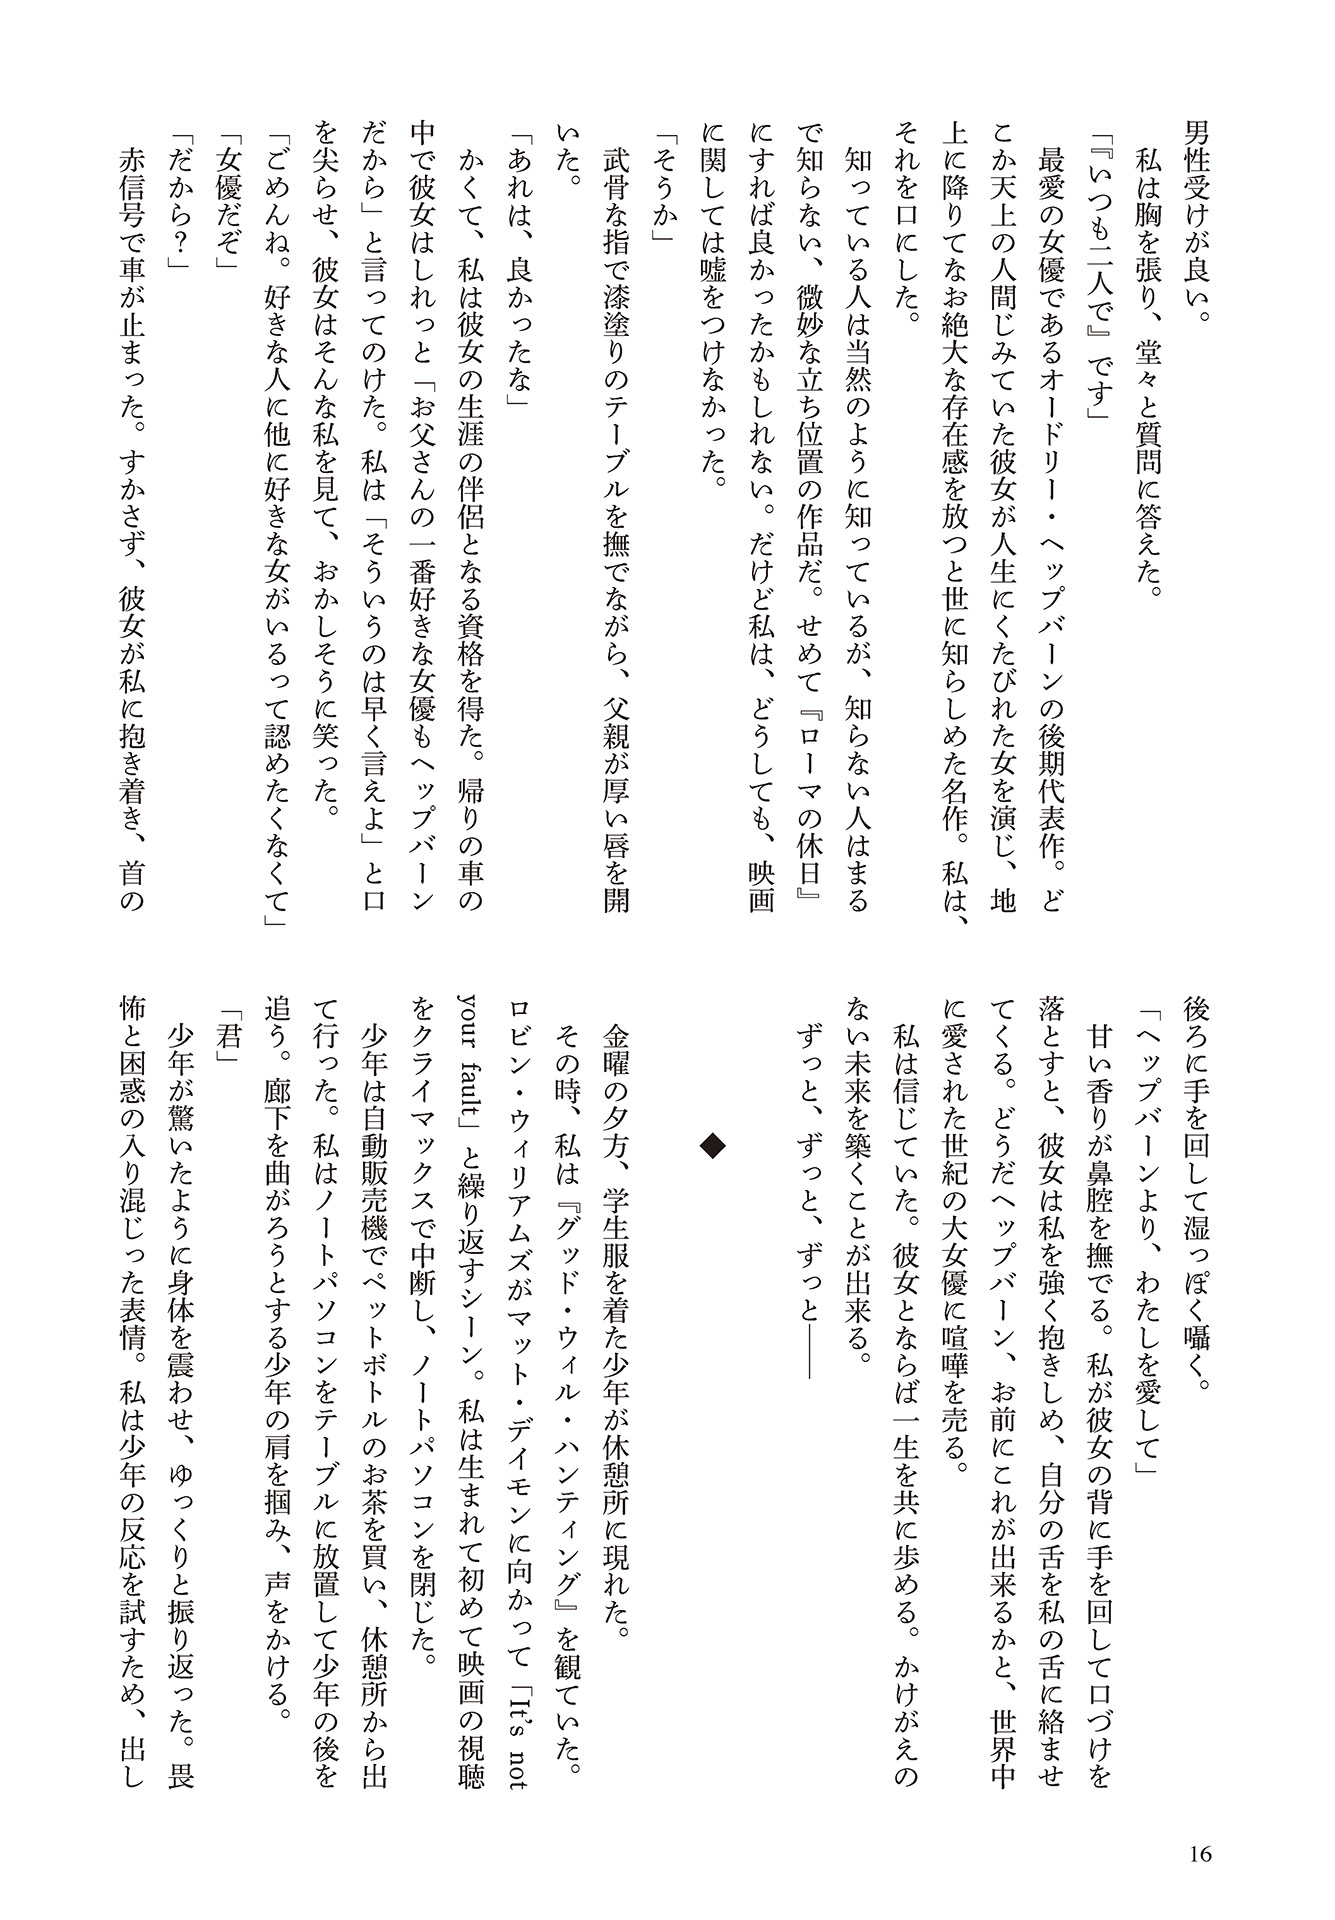 男性受けが良い。
　私は胸を張り、堂々と質問に答えた。
「『いつも二人で』です」
　最愛の女優であるオードリー・ヘップバーンの後期代表作。ど
こか天上の人間じみていた彼女が人生にくたびれた女を演じ、地
上に降りてなお絶大な存在感を放つと世に知らしめた名作。私は、
それを口にした。
　知っている人は当然のように知っているが、知らない人はまる
で知らない、微妙な立ち位置の作品だ。せめて『ローマの休日』
にすれば良かったかもしれない。だけど私は、どうしても、映画
に関しては嘘をつけなかった。
「そうか」
　武骨な指で漆塗りのテーブルを撫でながら、父親が厚い唇を開
いた。
「あれは、良かったな」
　かくて、私は彼女の生涯の伴侶となる資格を得た。帰りの車の
中で彼女はしれっと「お父さんの一番好きな女優もヘップバーン
だから」と言ってのけた。私は「そういうのは早く言えよ」と口
を尖らせ、彼女はそんな私を見て、おかしそうに笑った。
「ごめんね。好きな人に他に好きな女がいるって認めたくなくて」
「女優だぞ」
「だから？」
　赤信号で車が止まった。すかさず、彼女が私に抱き着き、首の
後ろに手を回して湿っぽく囁く。
「ヘップバーンより、わたしを愛して」
　甘い香りが鼻腔を撫でる。私が彼女の背に手を回して口づけを
落とすと、彼女は私を強く抱きしめ、自分の舌を私の舌に絡ませ
てくる。どうだヘップバーン、お前にこれが出来るかと、世界中
に愛された世紀の大女優に喧嘩を売る。
　私は信じていた。彼女とならば一生を共に歩める。かけがえの
ない未来を築くことが出来る。
　ずっと、ずっと、ずっと――
◆
　金曜の夕方、学生服を着た少年が休憩所に現れた。
　その時、私は『グッド・ウィル・ハンティング』を観ていた。
ロビン・ウィリアムズがマット・デイモンに向かって「It's not
your fault」と繰り返すシーン。私は生まれて初めて映画の視聴
をクライマックスで中断し、ノートパソコンを閉じた。
　少年は自動販売機でペットボトルのお茶を買い、休憩所から出
て行った。私はノートパソコンをテーブルに放置して少年の後を
追う。廊下を曲がろうとする少年の肩を掴み、声をかける。
「君」
　少年が驚いたように身体を震わせ、ゆっくりと振り返った。畏
怖と困惑の入り混じった表情。私は少年の反応を試すため、出し
16